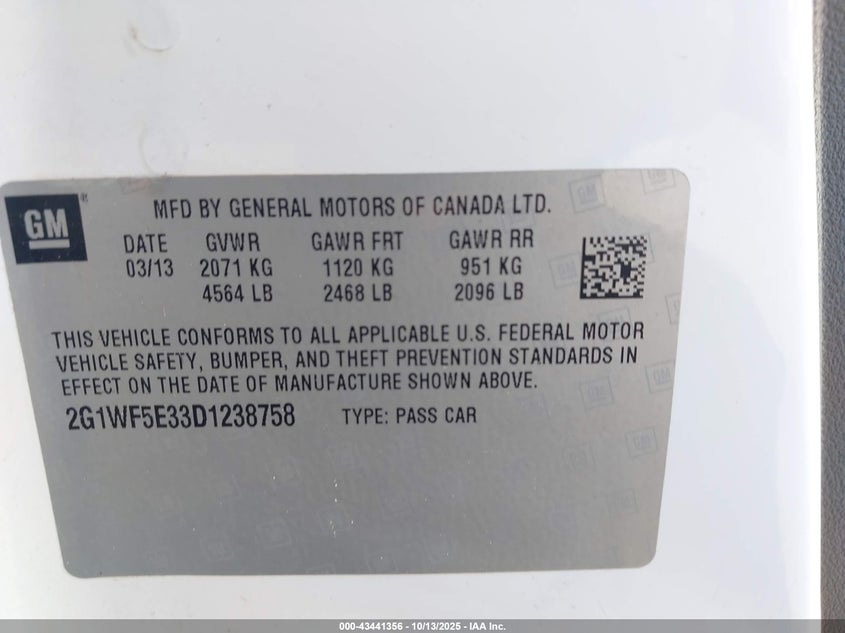 GM®
MFD BY GENERAL MOTORS OF CANADA LTD.
DATE GVWR GAWR FRT GAWR RR
03/13 2071 KG 1120 KG 951 KG
4564 LB 2468 LB 2096 LB
THIS VEHICLE CONFORMS TO ALL APPLICABLE U.S. FEDERAL MOTOR
VEHICLE SAFETY, BUMPER, AND THEFT PREVENTION STANDARDS IN
EFFECT ON THE DATE OF MANUFACTURE SHOWN ABOVE.
2G1WF5E33D1238758 TYPE: PASS CAR
000-43441356 - 10/13/2025 - IAA Inc.